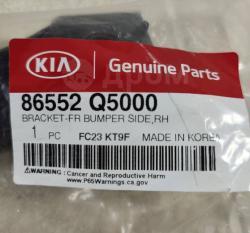 KIA Genuine Parts
86552 Q5000
BRACKET-FR BUMPER SIDE,RH
1 PC FC23 KT9F MADE IN KOREA
⚠WARNING : Cancer and Reproductive Harm
www.P65Warnings.ca.gov